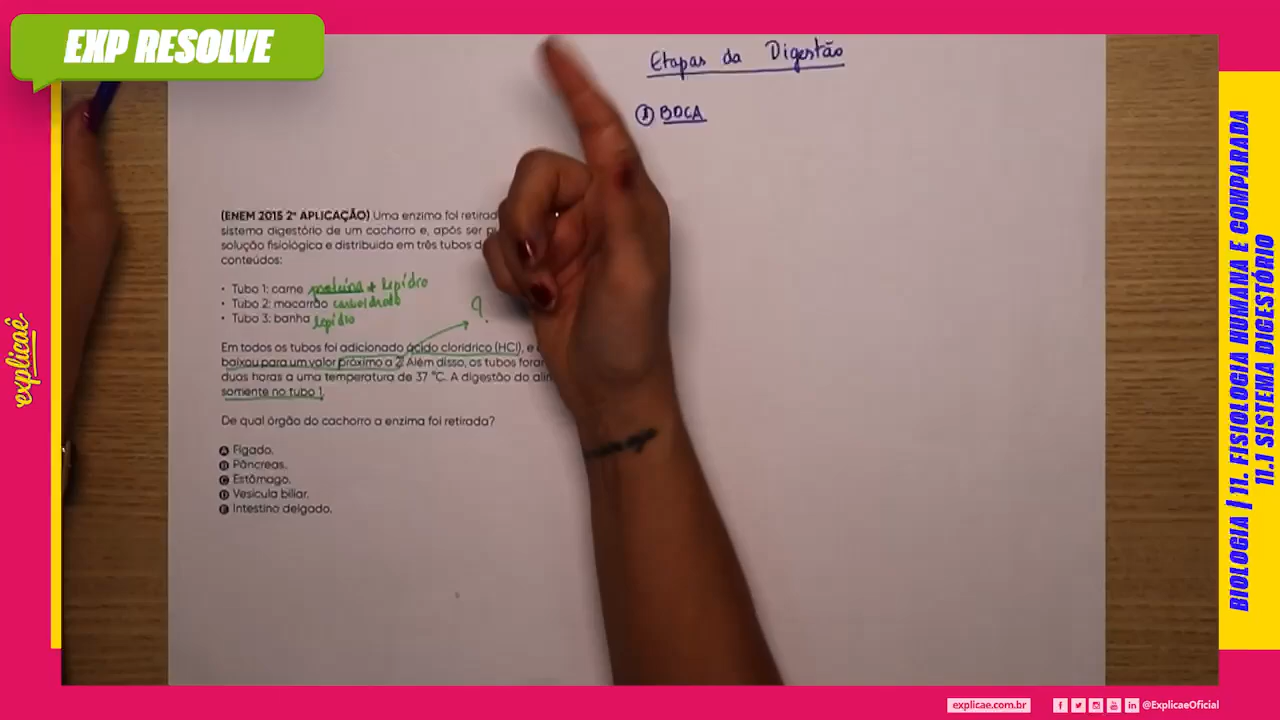 EXP RESOLVE
Etapas da Digestão
1 BOCA
(ENEM 2015 2ª APLICAÇÃO) Uma enzima foi
sistema digestório de um cachorro e, após ser
solução fisiológica e distribuída em três tubos
conteúdos:
• Tubo 1: carne proteína + lipídio
• Tubo 2: macarrão carboidrato
• Tubo 3: banha lipídio
?
Em todos os tubos foi adicionado ácido clorídrico (HCl), e
baixou para um valor próximo a 2. Além disso, os tubos
duas horas a uma temperatura de 37 °C. A digestão do
somente no tubo 1.
De qual órgão do cachorro a enzima foi retirada?
A Fígado.
B Pâncreas.
C Estômago.
D Vesícula biliar.
E Intestino delgado.
explicaê
BIOLOGIA | 11. FISIOLOGIA HUMANA E COMPARADA
11.1 SISTEMA DIGESTÓRIO
explicae.com.br
@ExplicaeOficial